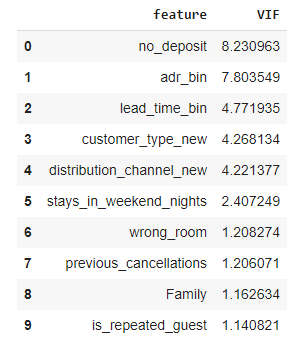 feature VIF
0 no_deposit 8.230963
1 adr_bin 7.803549
2 lead_time_bin 4.771935
3 customer_type_new 4.268134
4 distribution_channel_new 4.221377
5 stays_in_weekend_nights 2.407249
6 wrong_room 1.208274
7 previous_cancellations 1.206071
8 Family 1.162634
9 is_repeated_guest 1.140821